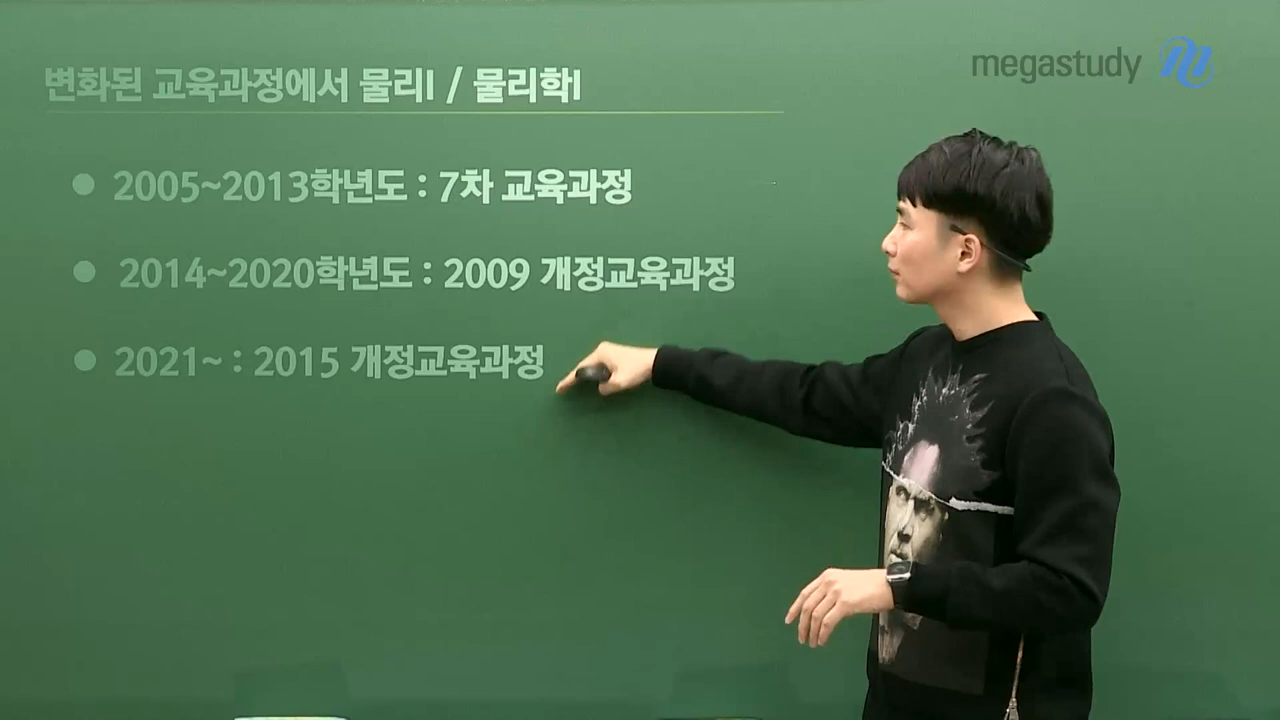 megastudy
변화된 교육과정에서 물리I / 물리학I
● 2005~2013학년도 : 7차 교육과정
● 2014~2020학년도 : 2009 개정교육과정
● 2021~ : 2015 개정교육과정